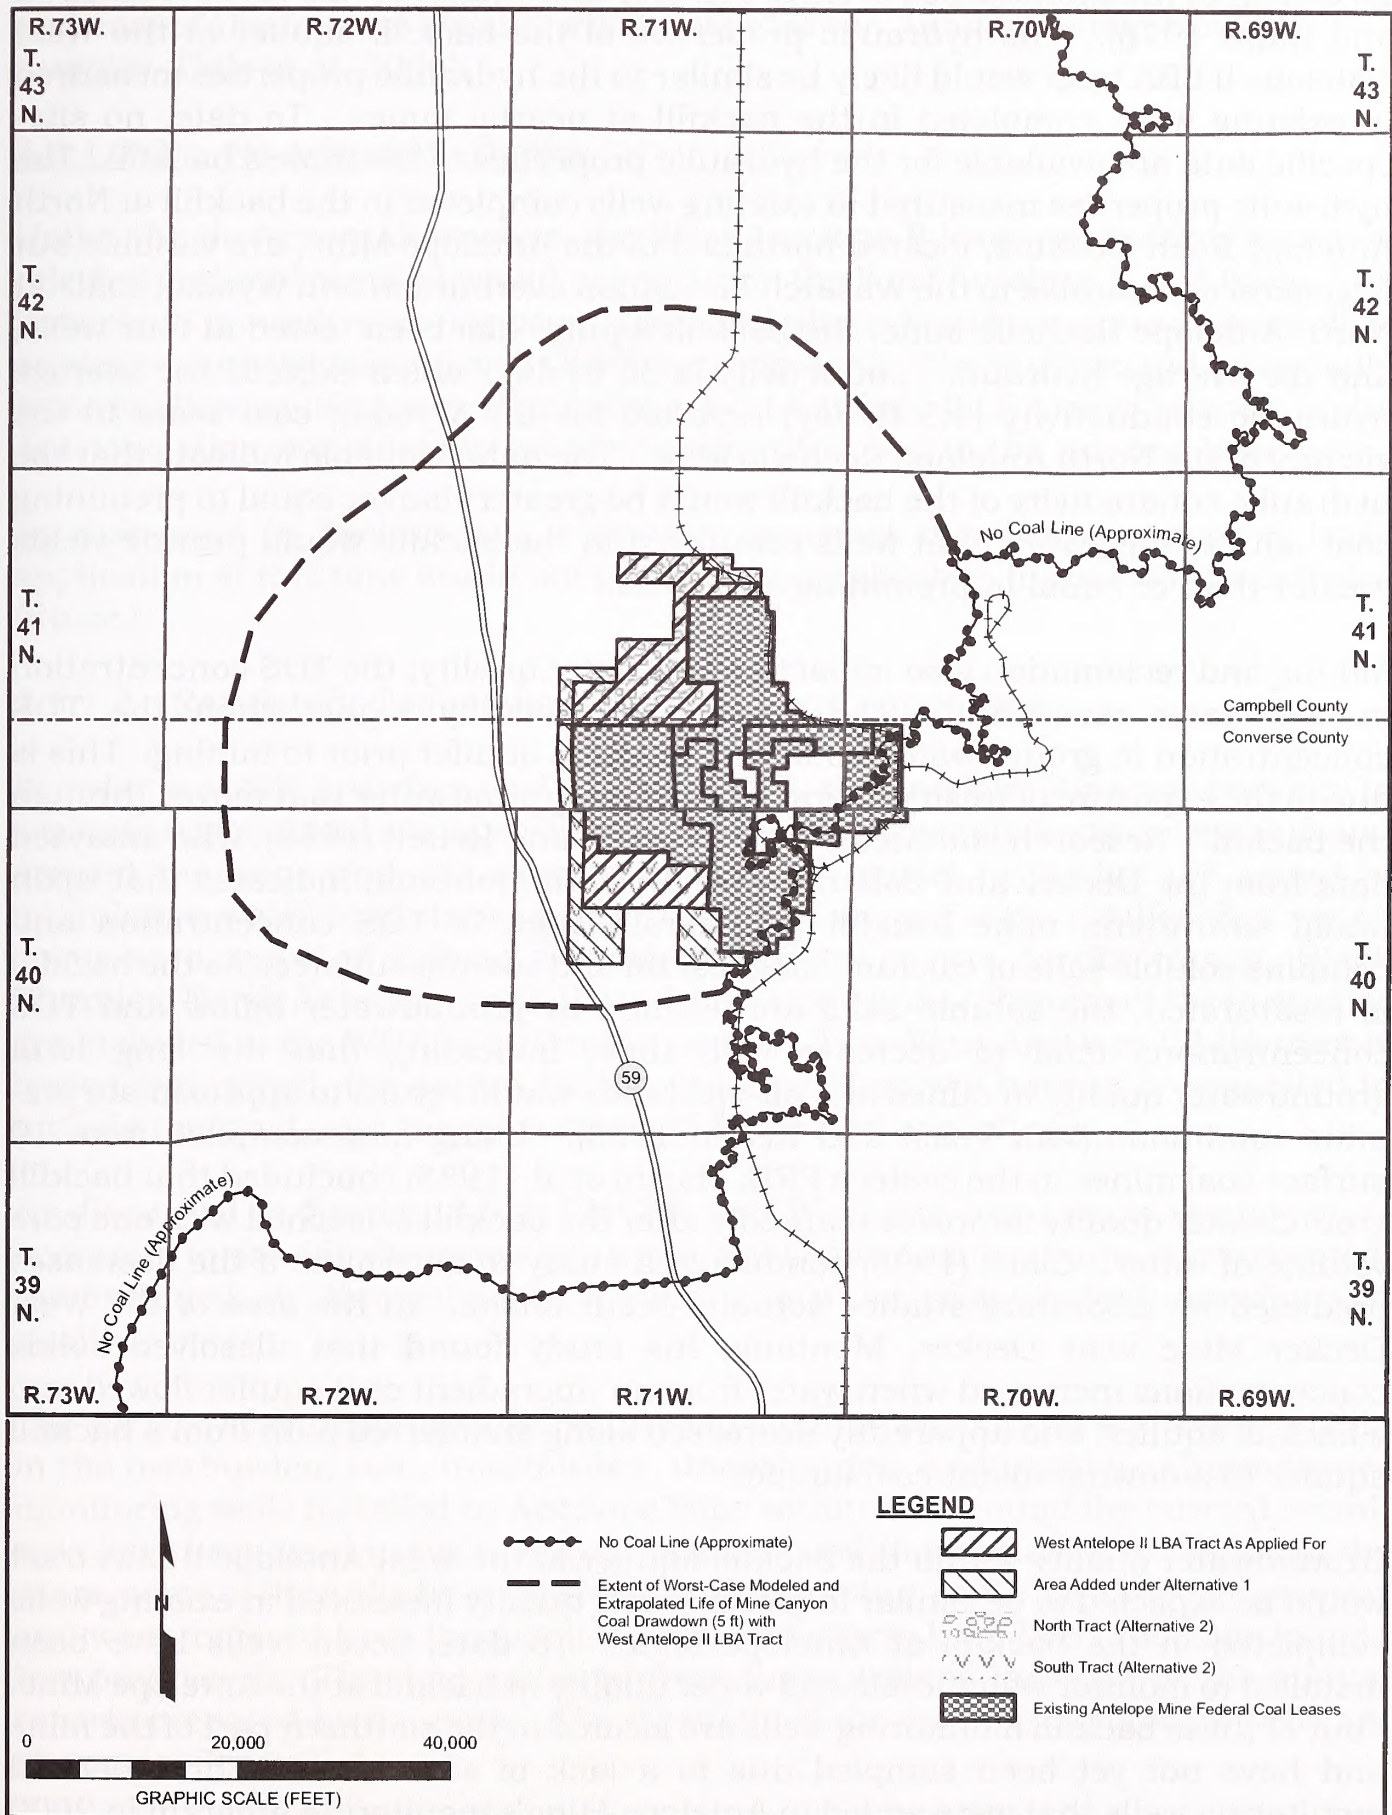 R.73W.
R.72W.
R.71W.
R.70W.
R.69W.
T.
43
N.
T.
43
N.
T.
42
N.
T.
42
N.
No Coal Line (Approximate)
T.
41
N.
T.
41
N.
Campbell County
Converse County
T.
40
N.
T.
40
N.
59
No Coal Line (Approximate)
T.
39
N.
T.
39
N.
R.73W.
R.72W.
R.71W.
R.70W.
R.69W.
LEGEND
No Coal Line (Approximate)
Extent of Worst-Case Modeled and
Extrapolated Life of Mine Canyon
Coal Drawdown (5 ft) with
West Antelope II LBA Tract
West Antelope II LBA Tract As Applied For
Area Added under Alternative 1
North Tract (Alternative 2)
South Tract (Alternative 2)
Existing Antelope Mine Federal Coal Leases
N
0
20,000
40,000
GRAPHIC SCALE (FEET)